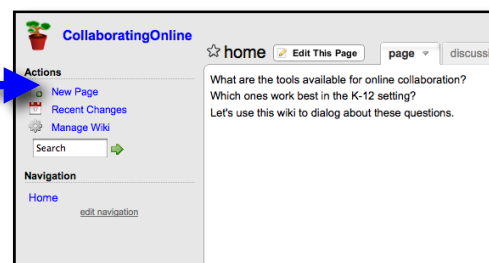 CollaboratingOnline
Actions
New Page
Recent Changes
Manage Wiki
Search
Navigation
Home
edit navigation
home
Edit This Page
page
discussi
What are the tools available for online collaboration?
Which ones work best in the K-12 setting?
Let's use this wiki to dialog about these questions.